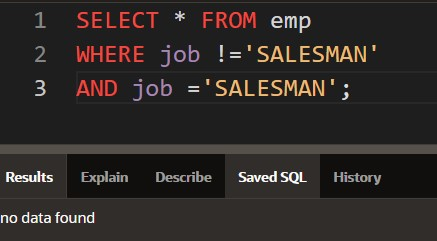 1 SELECT * FROM emp
2 WHERE job !='SALESMAN'
3 AND job ='SALESMAN';
Results Explain Describe Saved SQL History
no data found